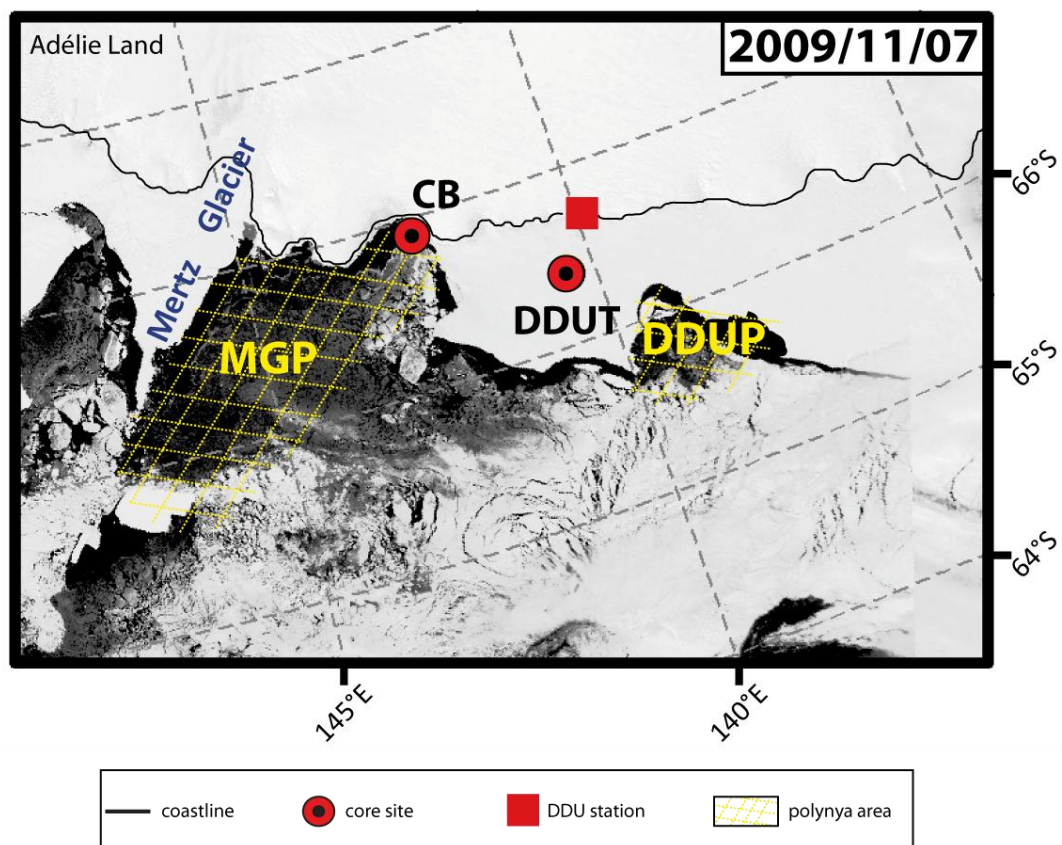 Adélie Land
2009/11/07
Mertz Glacier
CB
DDUT
MGP
DDUP
66°S
65°S
64°S
145°E
140°E
coastline
core site
DDU station
polynya area